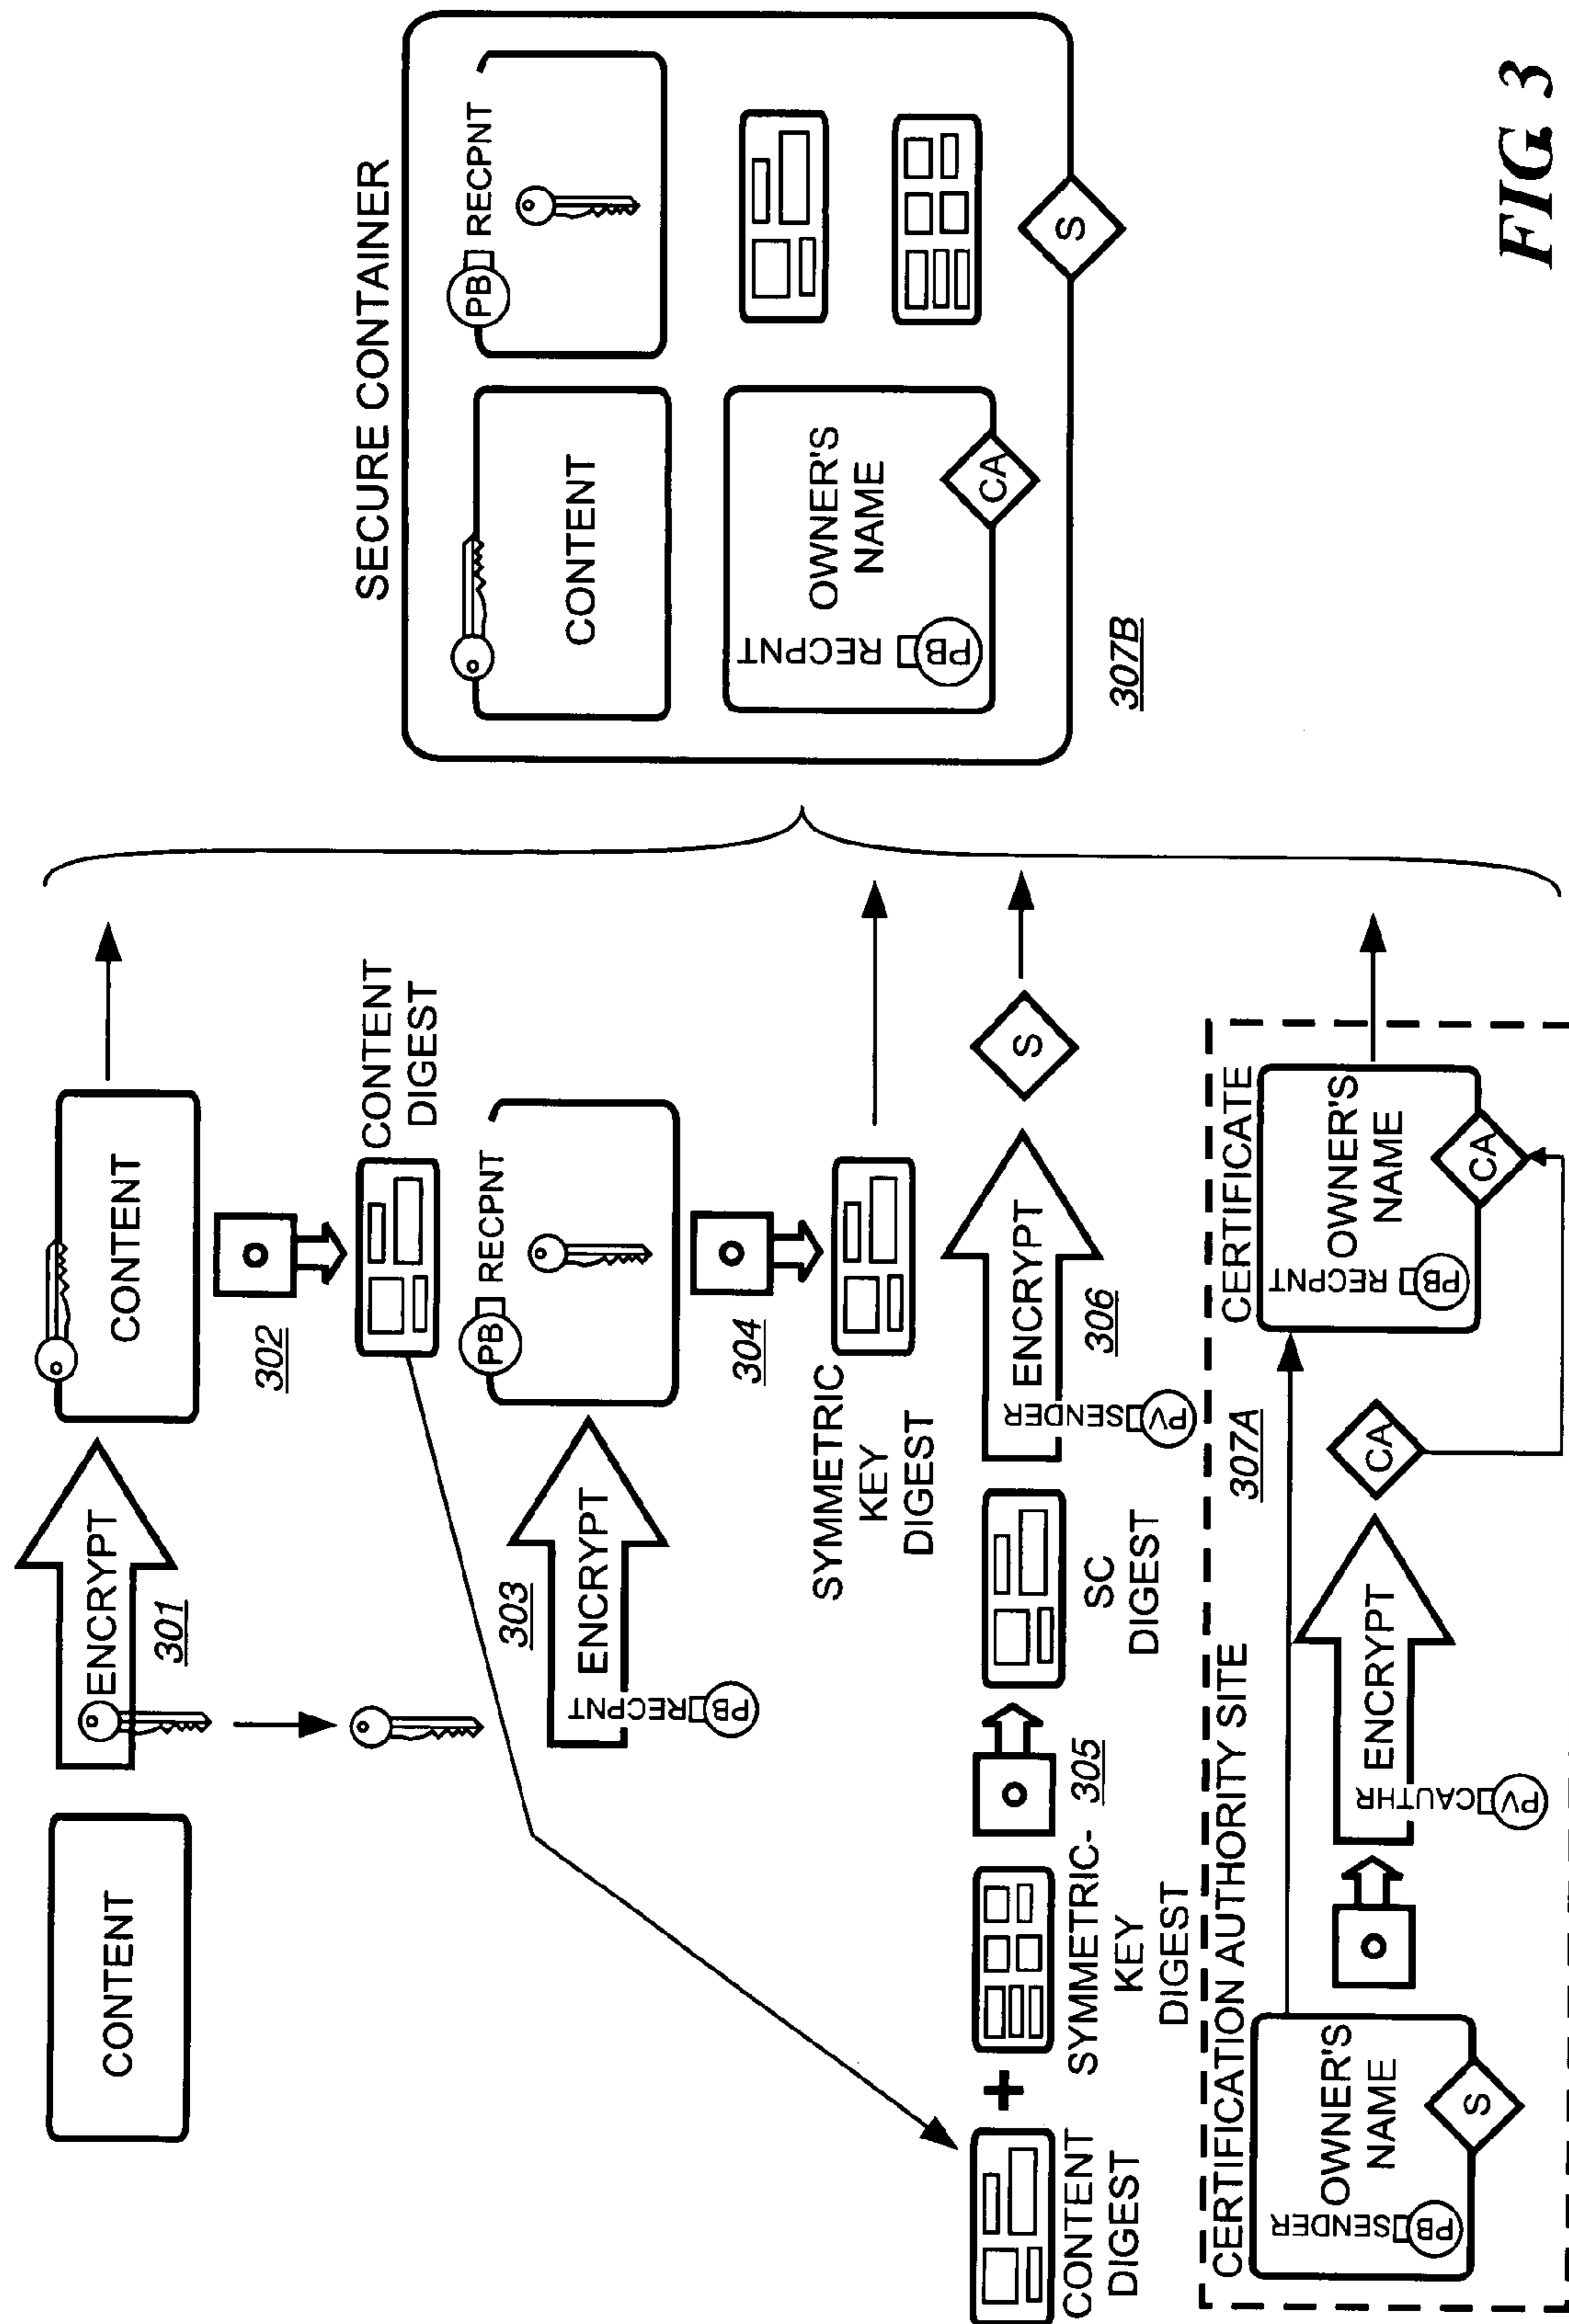 CONTENT
ENCRYPT
301
CONTENT
302
CONTENT
DIGEST
303
ENCRYPT
RECPNT
PB
PB
RECPNT
304
SYMMETRIC
KEY
DIGEST
CONTENT
DIGEST
+
SYMMETRIC-
KEY
DIGEST
305
SC
DIGEST
ENCRYPT
SENDER
PV
306
S
CERTIFICATION AUTHORITY SITE
307A
OWNER'S
NAME
SENDER
PB
S
ENCRYPT
CAUTHR
PV
CA
CERTIFICATE
OWNER'S
NAME
RECPNT
PB
CA
SECURE CONTAINER
CONTENT
PB
RECPNT
OWNER'S
NAME
RECPNT
PB
CA
S
307B
FIG. 3